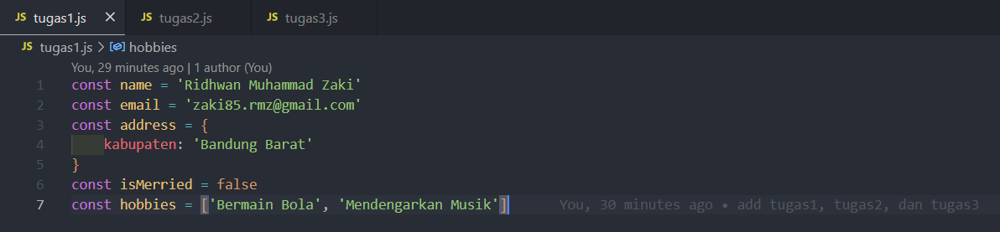 JS tugas1.js ×
JS tugas2.js
JS tugas3.js
JS tugas1.js > hobbies
You, 29 minutes ago | 1 author (You)
1 const name = 'Ridhwan Muhammad Zaki'
2 const email = 'zaki85.rmz@gmail.com'
3 const address = {
4     kabupaten: 'Bandung Barat'
5 }
6 const isMerried = false
7 const hobbies = ['Bermain Bola', 'Mendengarkan Musik'] You, 30 minutes ago • add tugas1, tugas2, dan tugas3